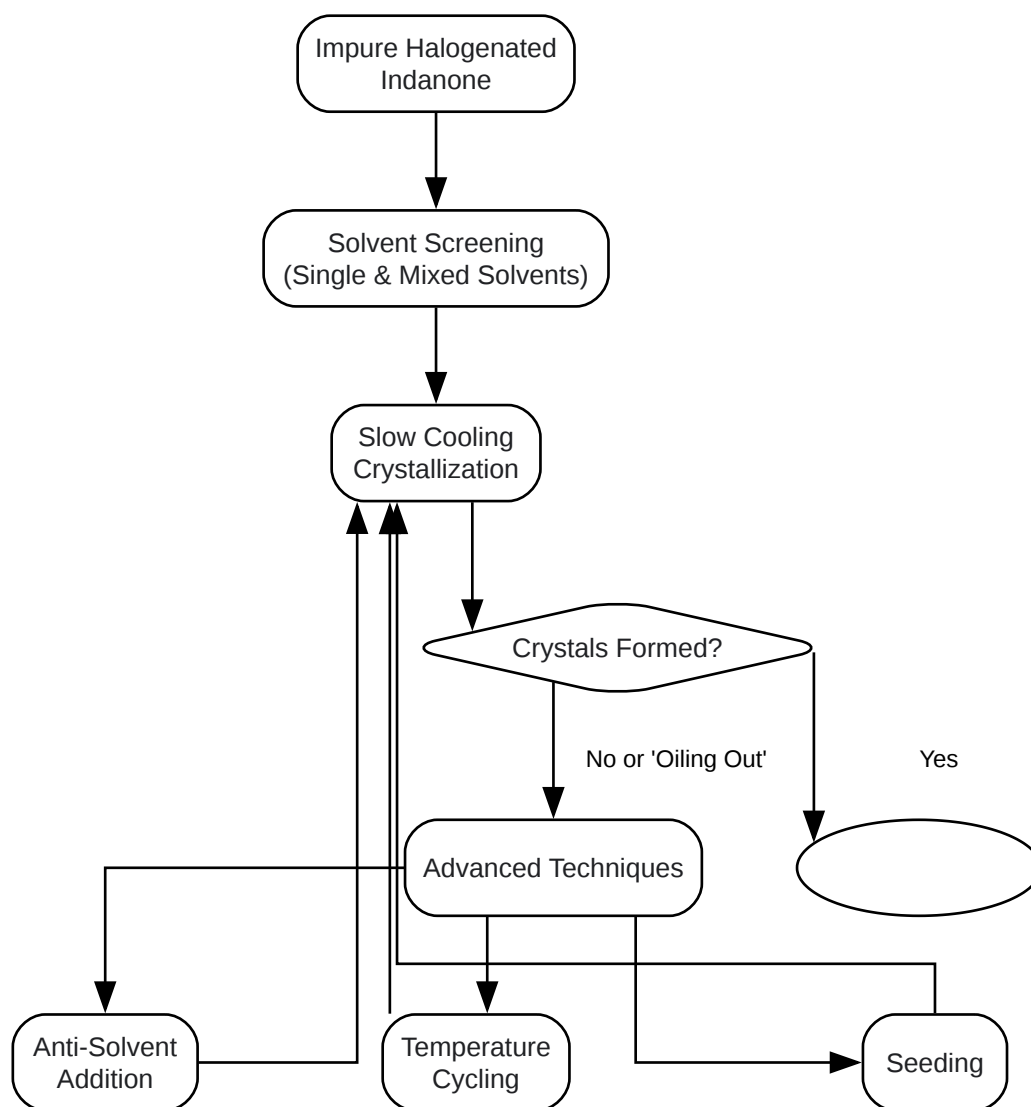 Impure Halogenated
Indanone
Solvent Screening
(Single & Mixed Solvents)
Slow Cooling
Crystallization
Crystals Formed?
No or 'Oiling Out'
Yes
Advanced Techniques
Anti-Solvent
Addition
Temperature
Cycling
Seeding